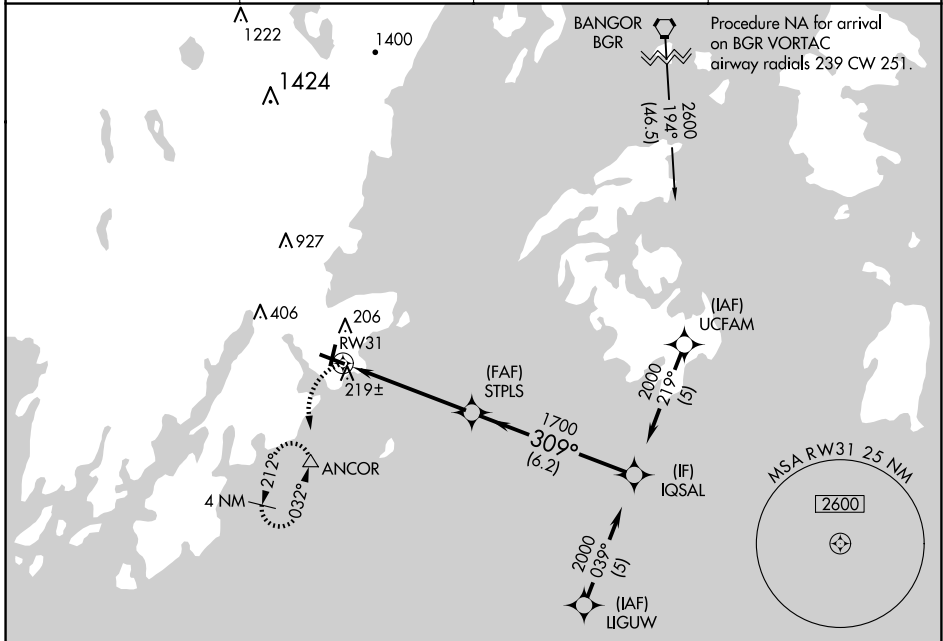 1222
1400
1424
BANGOR
BGR
Procedure NA for arrival
on BGR VORTAC
airway radials 239 CW 251.
2600
194°
(46.5)
927
406
206
RW31
219±
(IAF)
UCFAM
(FAF)
STPLS
2000
219°
(5)
1700
309°
(6.2)
(IF)
IQSAL
ANCOR
212°
032°
4 NM
2000
039°
(5)
(IAF)
LIGUW
MSA RW31 25 NM
2600